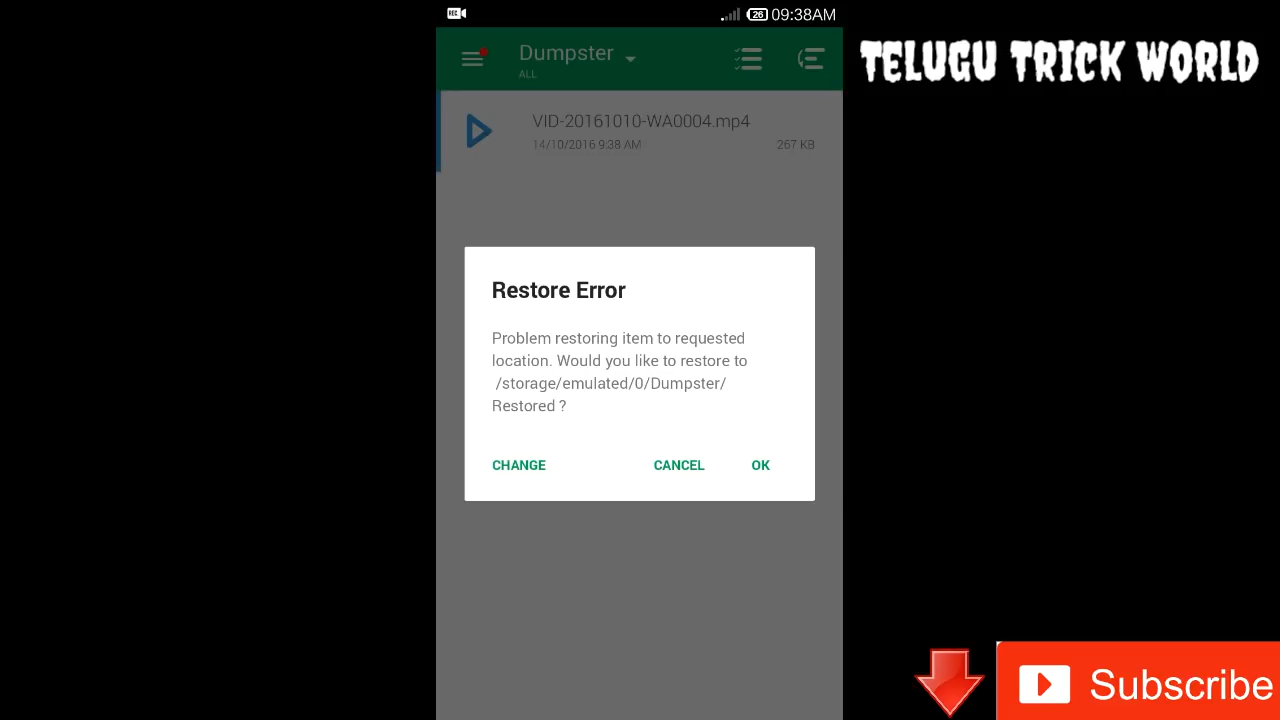 REC
26 09:38AM
Dumpster
ALL
VID-20161010-WA0004.mp4
14/10/2016 9:38 AM
267 KB
Restore Error
Problem restoring item to requested
location. Would you like to restore to
/storage/emulated/0/Dumpster/
Restored ?
CHANGE
CANCEL
OK
TELUGU TRICK WORLD
Subscribe